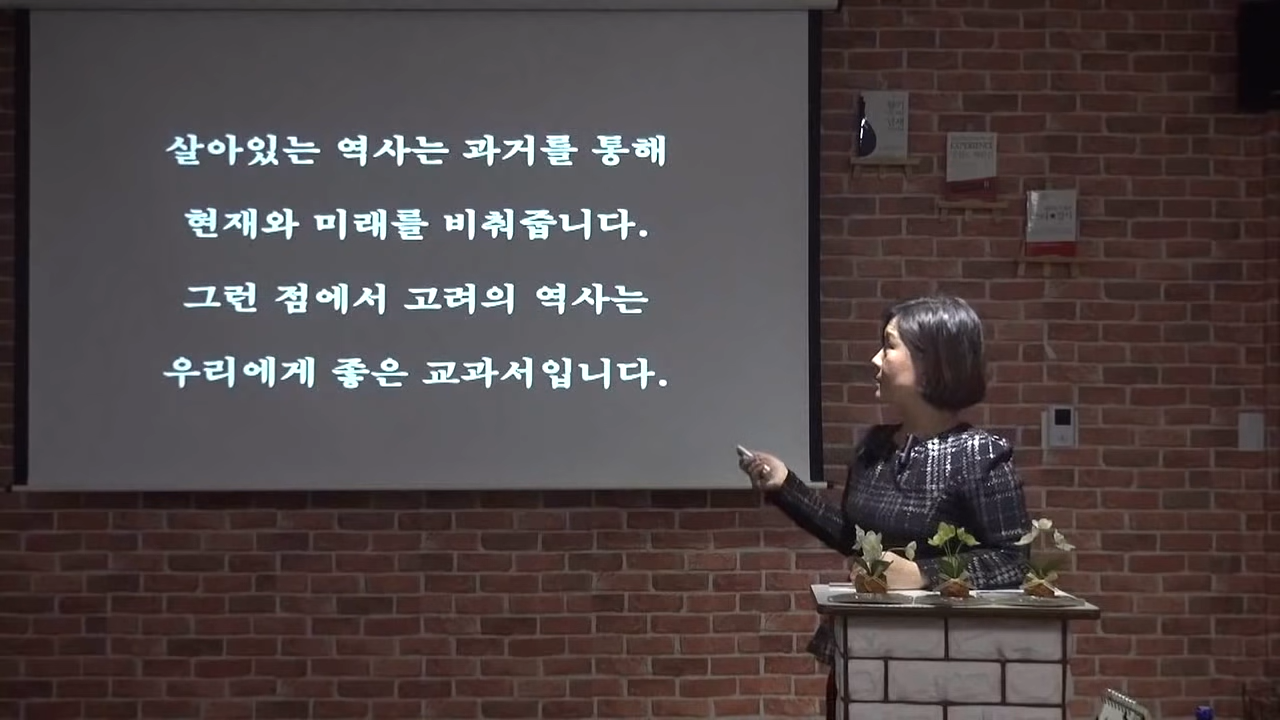 살아있는 역사는 과거를 통해
현재와 미래를 비춰줍니다.
그런 점에서 고려의 역사는
우리에게 좋은 교과서입니다.
EXPERIENCE